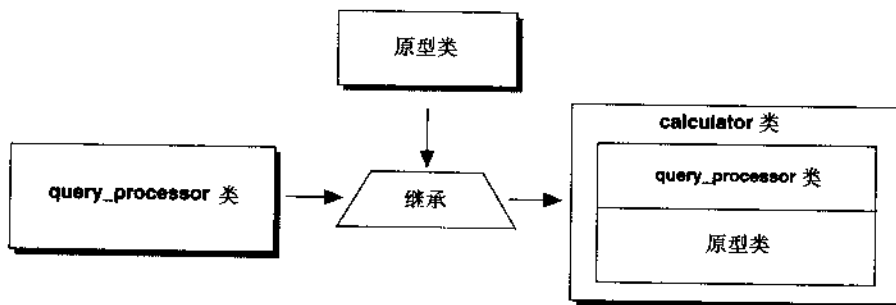 原型类
calculator 类
query_processor 类
query_processor 类
继承
原型类